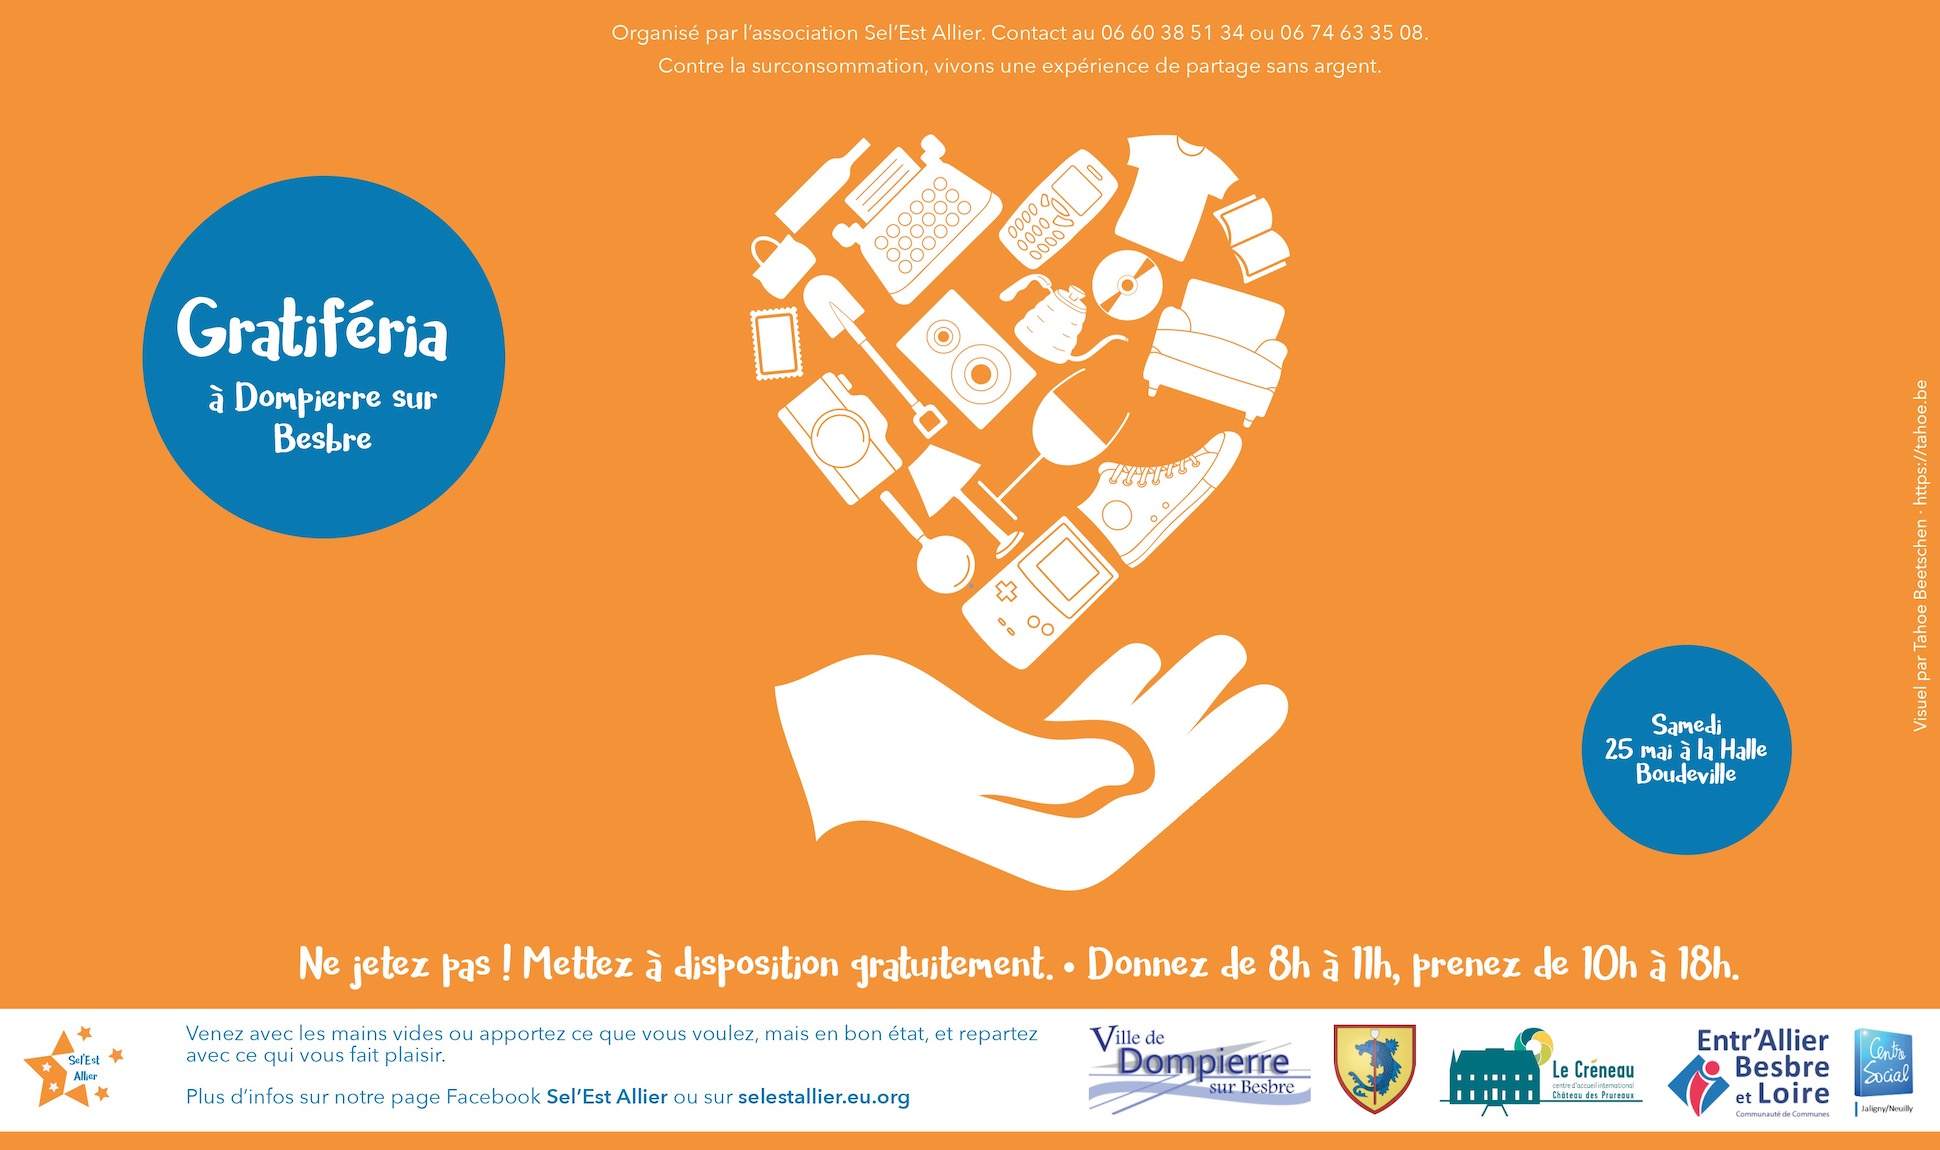 Organisé par l’association Sel’Est Allier. Contact au 06 60 38 51 34 ou 06 74 63 35 08.
Contre la surconsommation, vivons une expérience de partage sans argent.
Gratiféria
à Dompierre sur
Besbre
Visuel par Tahoe Beetschen · https://tahoe.be
Samedi
25 mai à la Halle
Boudeville
Ne jetez pas ! Mettez à disposition gratuitement. • Donnez de 8h à 11h, prenez de 10h à 18h.
Sel'Est
Allier
Venez avec les mains vides ou apportez ce que vous voulez, mais en bon état, et repartez
avec ce qui vous fait plaisir.
Plus d’infos sur notre page Facebook Sel’Est Allier ou sur selestallier.eu.org
Ville de
Dompierre
sur Besbre
Le Créneau
centre d'accueil international
Château des Prureaux
Entr’Allier
Besbre
et Loire
Communauté de Communes
Centre
Social
Jaligny/Neuilly